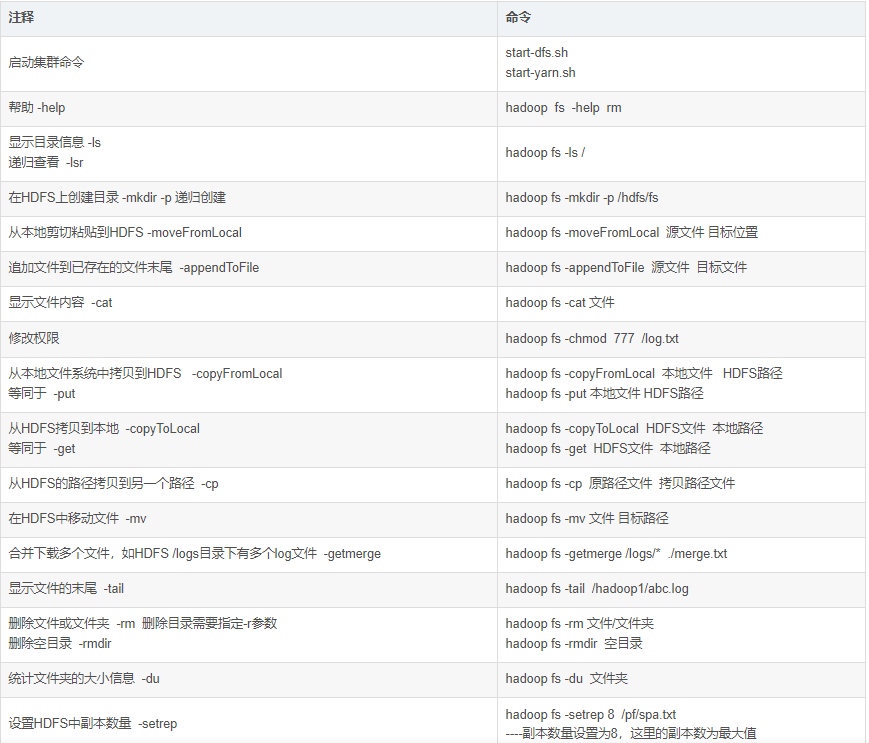 注释 命令
启动集群命令
start-dfs.sh
start-yarn.sh
帮助 -help hadoop fs -help rm
显示目录信息 -ls
递归查看 -lsr
hadoop fs -ls /
在HDFS上创建目录 -mkdir -p 递归创建 hadoop fs -mkdir -p /hdfs/fs
从本地剪切粘贴到HDFS -moveFromLocal hadoop fs -moveFromLocal 源文件 目标位置
追加文件到已存在的文件末尾 -appendToFile hadoop fs -appendToFile 源文件 目标文件
显示文件内容 -cat hadoop fs -cat 文件
修改权限 hadoop fs -chmod 777 /log.txt
从本地文件系统中拷贝到HDFS -copyFromLocal
等同于 -put
hadoop fs -copyFromLocal 本地文件 HDFS路径
hadoop fs -put 本地文件 HDFS路径
从HDFS拷贝到本地 -copyToLocal
等同于 -get
hadoop fs -copyToLocal HDFS文件 本地路径
hadoop fs -get HDFS文件 本地路径
从HDFS的路径拷贝到另一个路径 -cp hadoop fs -cp 原路径文件 拷贝路径文件
在HDFS中移动文件 -mv hadoop fs -mv 文件 目标路径
合并下载多个文件，如HDFS /logs目录下有多个log文件 -getmerge hadoop fs -getmerge /logs/* ./merge.txt
显示文件的末尾 -tail hadoop fs -tail /hadoop1/abc.log
删除文件或文件夹 -rm 删除目录需要指定-r参数
删除空目录 -rmdir
hadoop fs -rm 文件/文件夹
hadoop fs -rmdir 空目录
统计文件夹的大小信息 -du hadoop fs -du 文件夹
设置HDFS中副本数量 -setrep
hadoop fs -setrep 8 /pf/spa.txt
----副本数量设置为8，这里的副本数为最大值